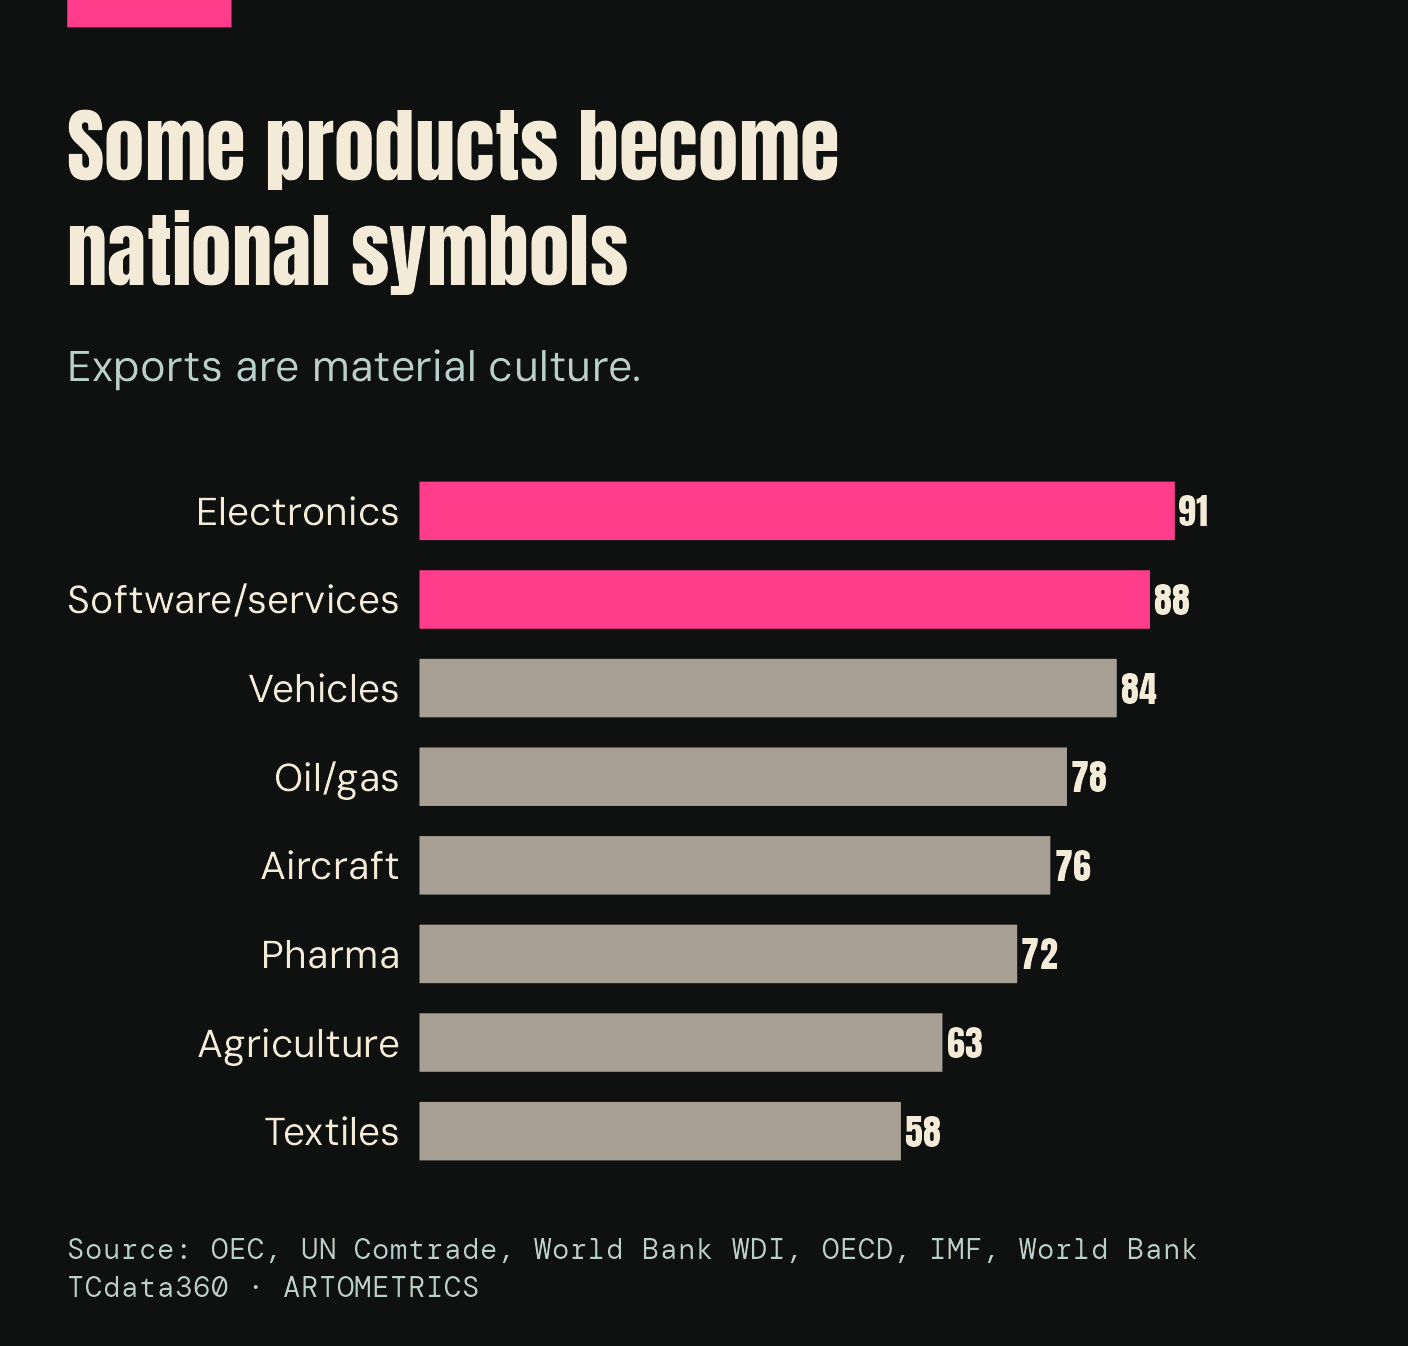 Some products become
national symbols
Exports are material culture.
Electronics 91
Software/services 88
Vehicles 84
Oil/gas 78
Aircraft 76
Pharma 72
Agriculture 63
Textiles 58
Source: OEC, UN Comtrade, World Bank WDI, OECD, IMF, World Bank
TCdata360 · ARTOMETRICS